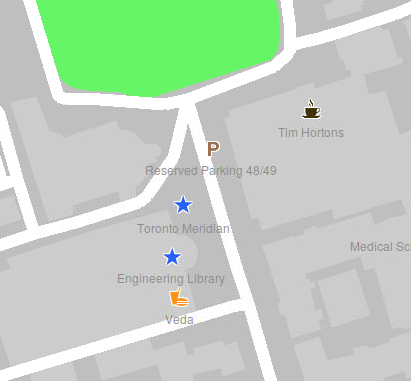 Tim Hortons
P
Reserved Parking 48/49
Toronto Meridian
Medical Sc
Engineering Library
Veda